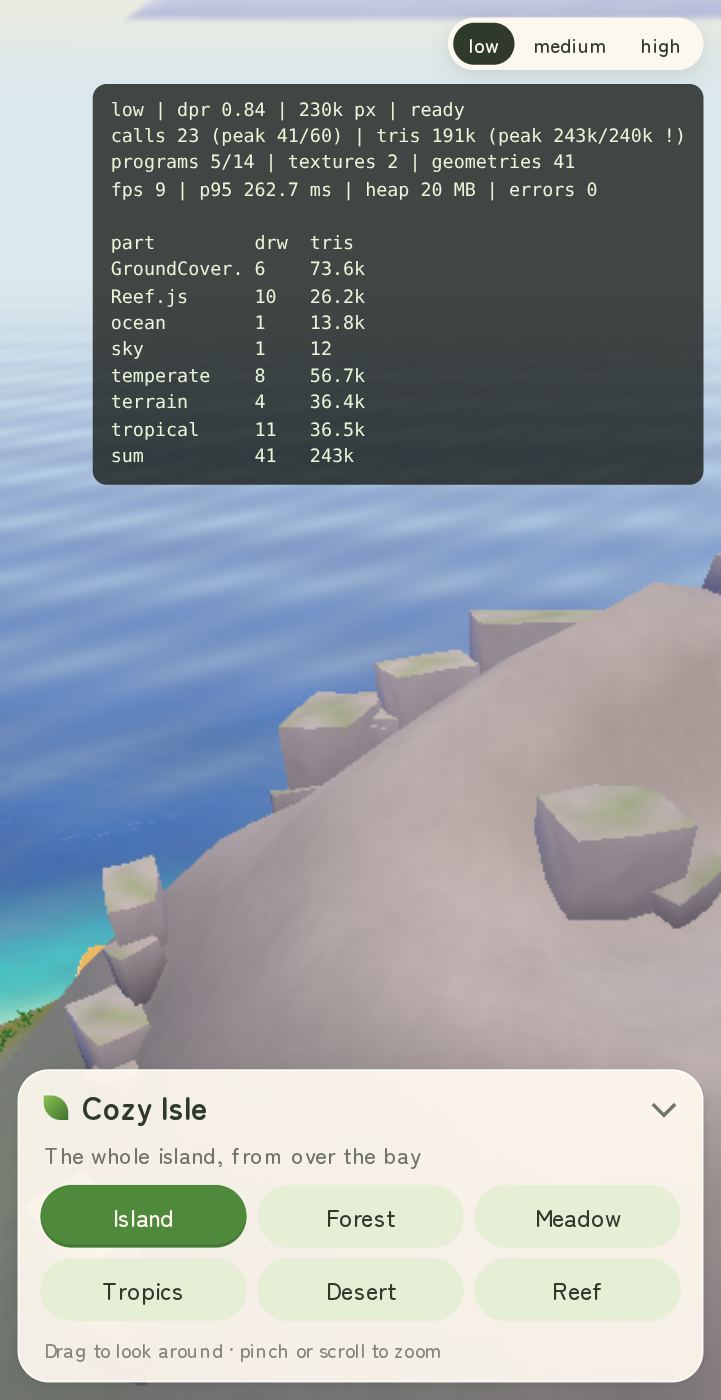 low medium high
low | dpr 0.84 | 230k px | ready
calls 23 (peak 41/60) | tris 191k (peak 243k/240k !)
programs 5/14 | textures 2 | geometries 41
fps 9 | p95 262.7 ms | heap 20 MB | errors 0
part drw tris
GroundCover. 6 73.6k
Reef.js 10 26.2k
ocean 1 13.8k
sky 1 12
temperate 8 56.7k
terrain 4 36.4k
tropical 11 36.5k
sum 41 243k
Cozy Isle
The whole island, from over the bay
Island Forest Meadow
Tropics Desert Reef
Drag to look around · pinch or scroll to zoom